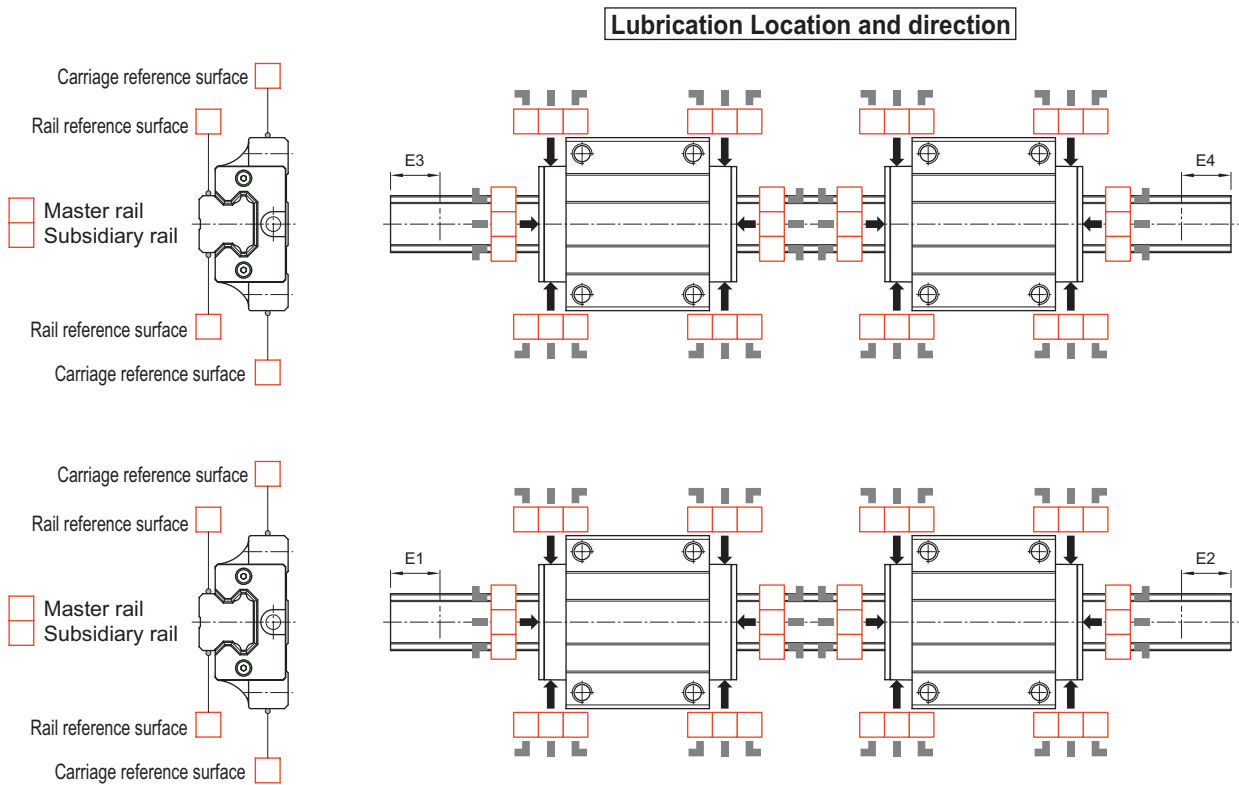 Lubrication Location and direction
Carriage reference surface
Rail reference surface
E3
E4
Master rail
Subsidiary rail
Rail reference surface
Carriage reference surface
Carriage reference surface
Rail reference surface
E1
E2
Master rail
Subsidiary rail
Rail reference surface
Carriage reference surface